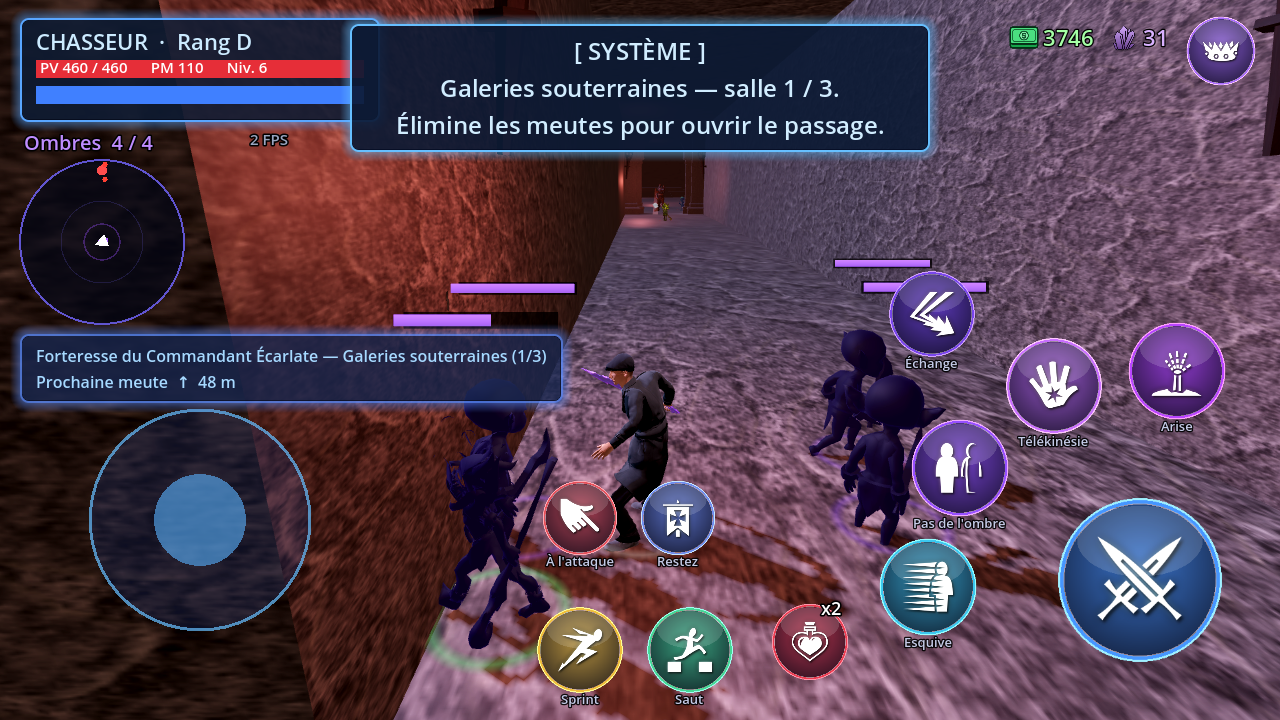 CHASSEUR · Rang D
PV 460 / 460 PM 110 Niv. 6
[ SYSTÈME ]
Galeries souterraines — salle 1 / 3.
Élimine les meutes pour ouvrir le passage.
3746
31
Ombres 4 / 4
2 FPS
Forteresse du Commandant Écarlate — Galeries souterraines (1/3)
Prochaine meute ↑ 48 m
Échange
Télékinésie
Arise
Pas de l'ombre
À l'attaque
Restez
x2
Esquive
Sprint
Saut